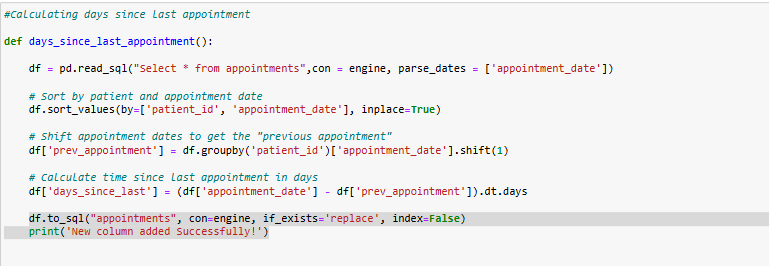 #Calculating days since last appointment
def days_since_last_appointment():
df = pd.read_sql("Select * from appointments",con = engine, parse_dates = ['appointment_date'])
# Sort by patient and appointment date
df.sort_values(by=['patient_id', 'appointment_date'], inplace=True)
# Shift appointment dates to get the "previous appointment"
df['prev_appointment'] = df.groupby('patient_id')['appointment_date'].shift(1)
# Calculate time since last appointment in days
df['days_since_last'] = (df['appointment_date'] - df['prev_appointment']).dt.days
df.to_sql("appointments", con=engine, if_exists='replace', index=False)
print('New column added Successfully!')